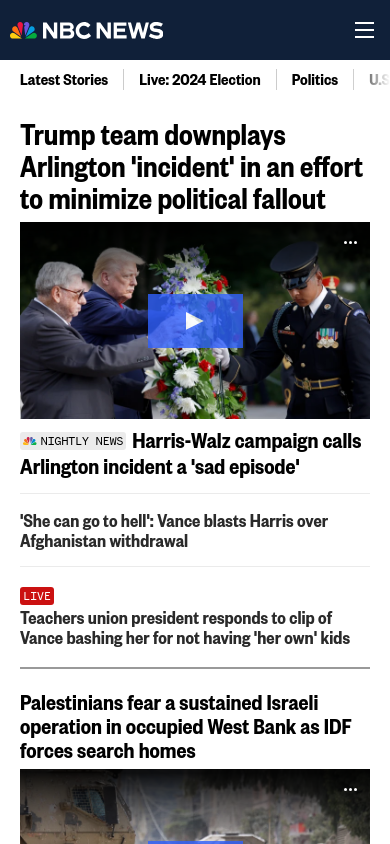 NBC NEWS
Latest Stories
Live: 2024 Election
Politics
Trump team downplays
Arlington 'incident' in an effort
to minimize political fallout
NIGHTLY NEWS Harris-Walz campaign calls
Arlington incident a 'sad episode'
'She can go to hell': Vance blasts Harris over
Afghanistan withdrawal
LIVE
Teachers union president responds to clip of
Vance bashing her for not having 'her own' kids
Palestinians fear a sustained Israeli
operation in occupied West Bank as IDF
forces search homes